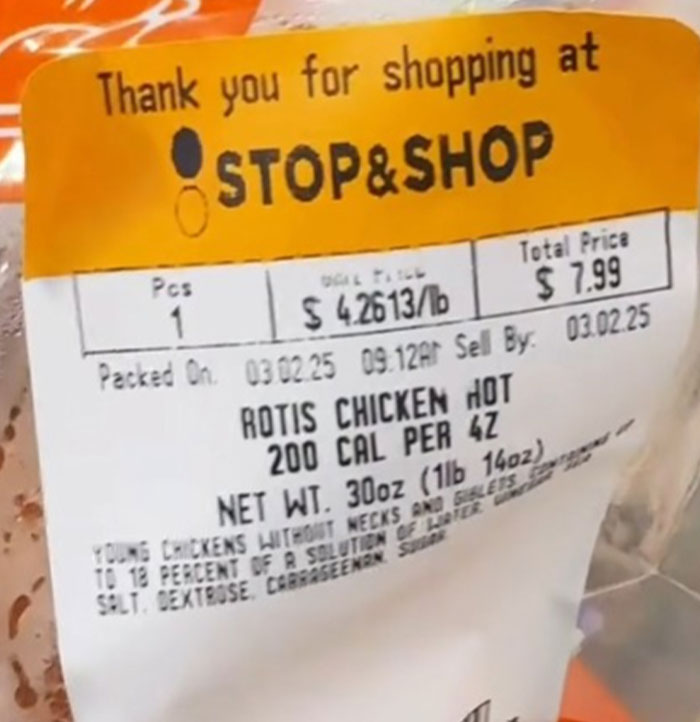 Thank you for shopping at
STOP&SHOP
Pcs
1
$ 4.2613/lb
Total Price
$ 7.99
Packed On. 03.02.25 09:12AM Sell By: 03.02.25
ROTIS CHICKEN HOT
200 CAL PER 4Z
NET WT. 30oz (1lb 14oz)
YOUNG CHICKENS WITHOUT NECKS AND GIBLETS CONTAINING UP
TO 18 PERCENT OF A SOLUTION OF WATER, VINEGAR
SALT, DEXTROSE, CARRAGEENAN, SUGAR